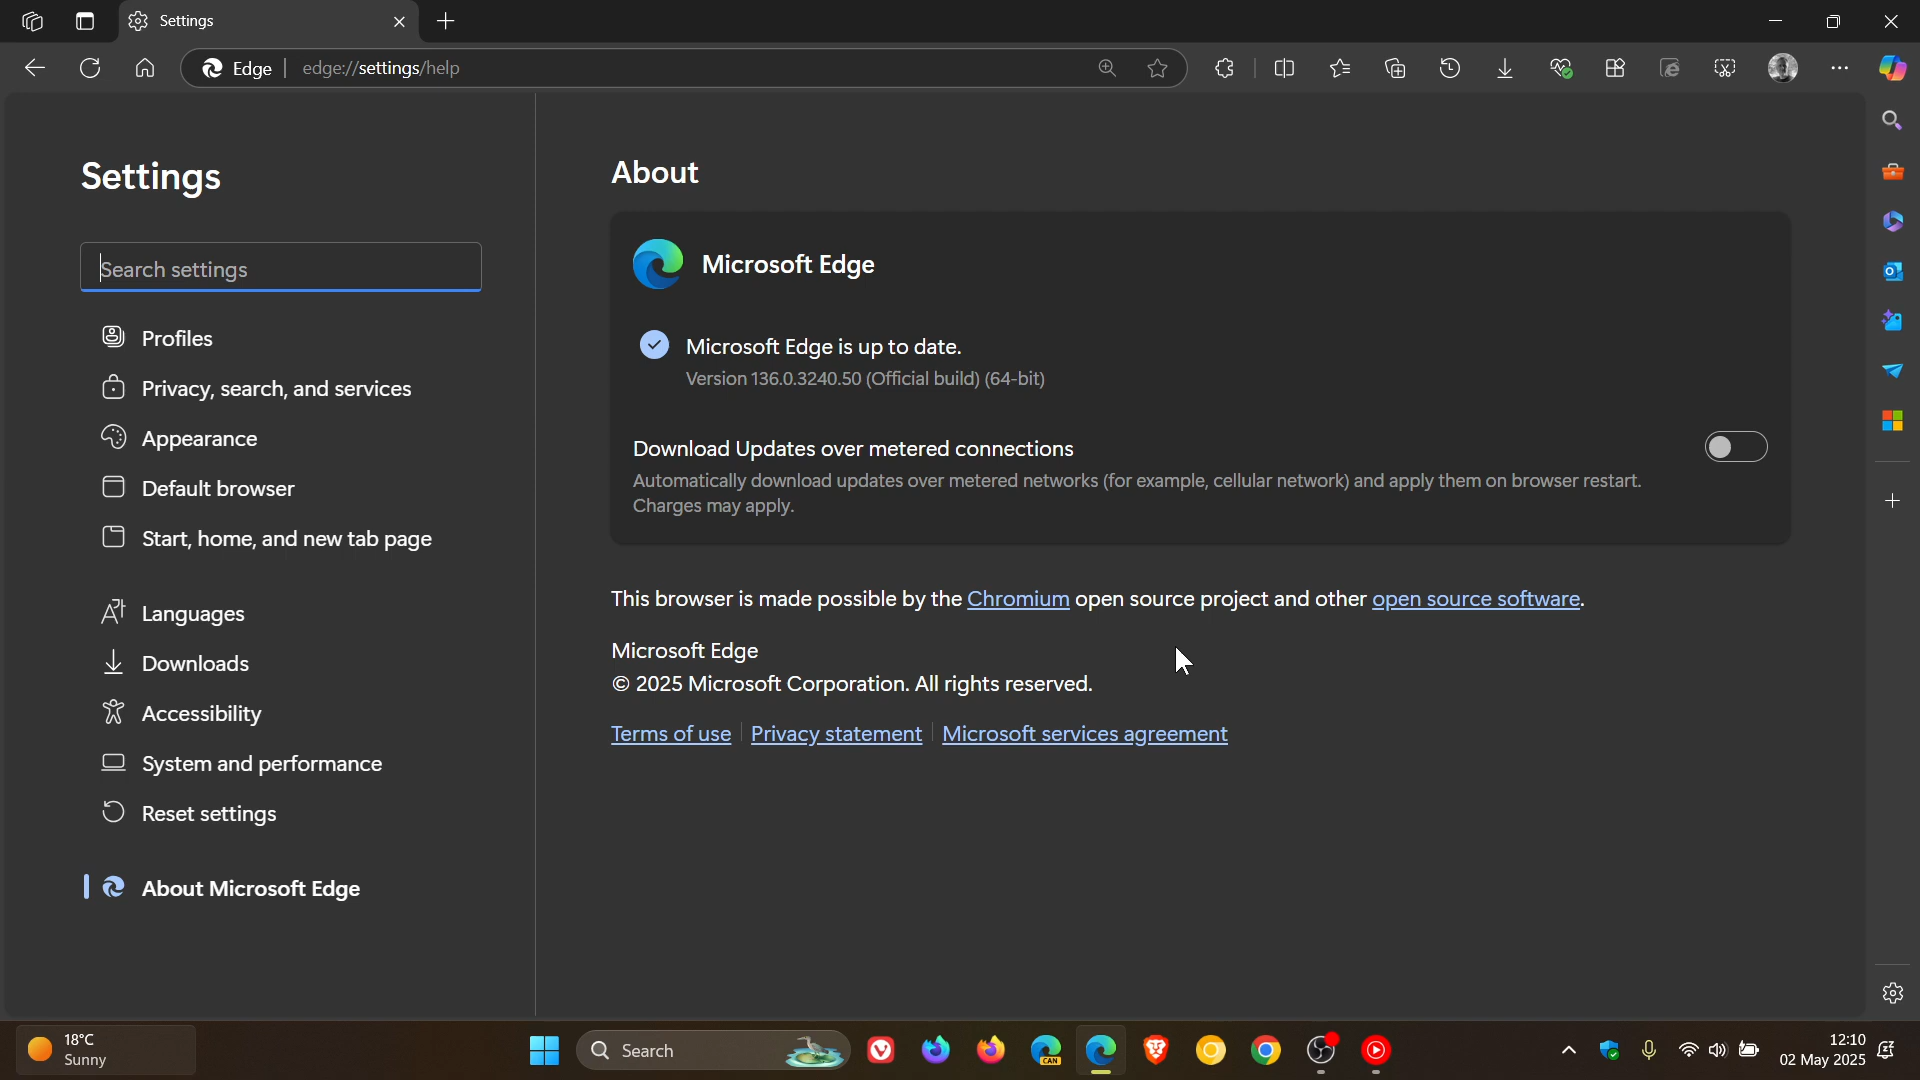 Settings
Edge
edge://settings/help
Settings
Search settings
Profiles
Privacy, search, and services
Appearance
Default browser
Start, home, and new tab page
Languages
Downloads
Accessibility
System and performance
Reset settings
About Microsoft Edge
About
Microsoft Edge
Microsoft Edge is up to date.
Version 136.0.3240.50 (Official build) (64-bit)
Download Updates over metered connections
Automatically download updates over metered networks (for example, cellular network) and apply them on browser restart.
Charges may apply.
This browser is made possible by the Chromium open source project and other open source software.
Microsoft Edge
© 2025 Microsoft Corporation. All rights reserved.
Terms of use Privacy statement Microsoft services agreement
18°C
Sunny
Search
CAN
12:10
02 May 2025